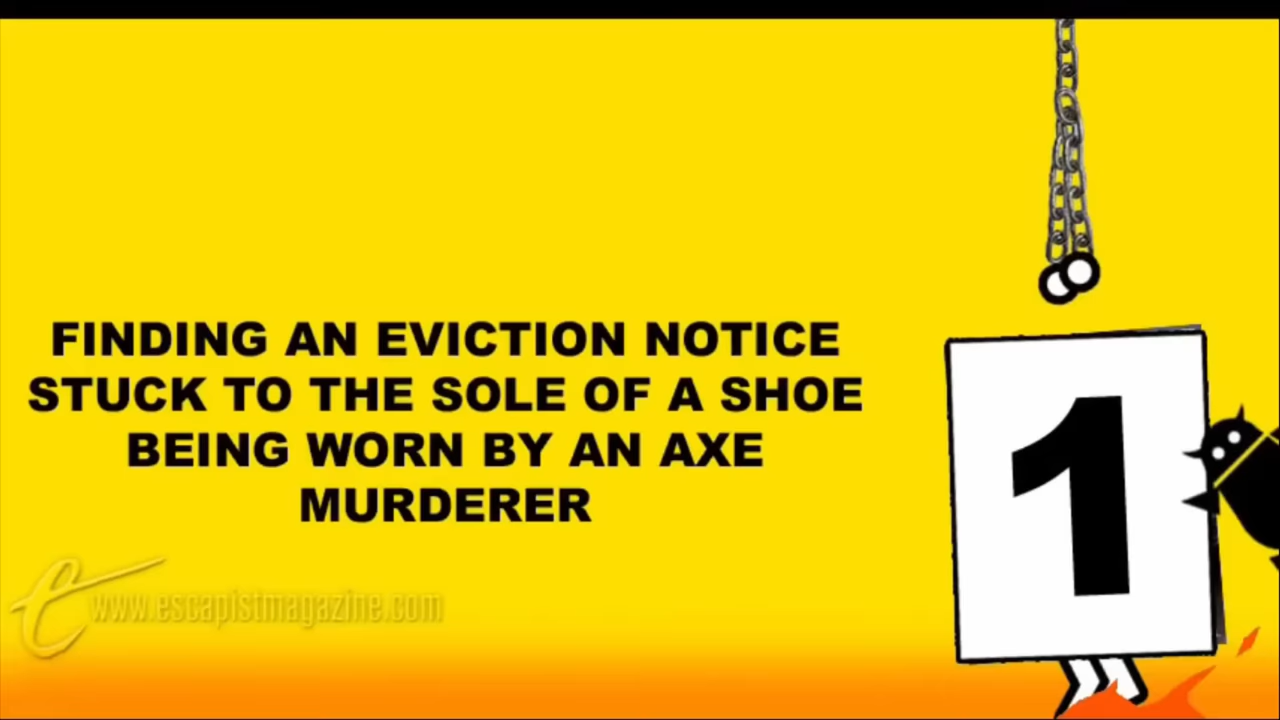 FINDING AN EVICTION NOTICE
STUCK TO THE SOLE OF A SHOE
BEING WORN BY AN AXE
MURDERER
1
www.escapistmagazine.com